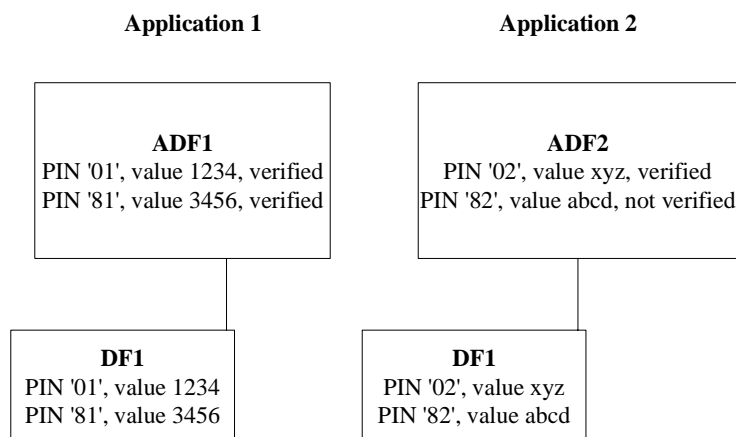 Application 1
Application 2
ADF1
PIN '01', value 1234, verified
PIN '81', value 3456, verified
ADF2
PIN '02', value xyz, verified
PIN '82', value abcd, not verified
DF1
PIN '01', value 1234
PIN '81', value 3456
DF1
PIN '02', value xyz
PIN '82', value abcd